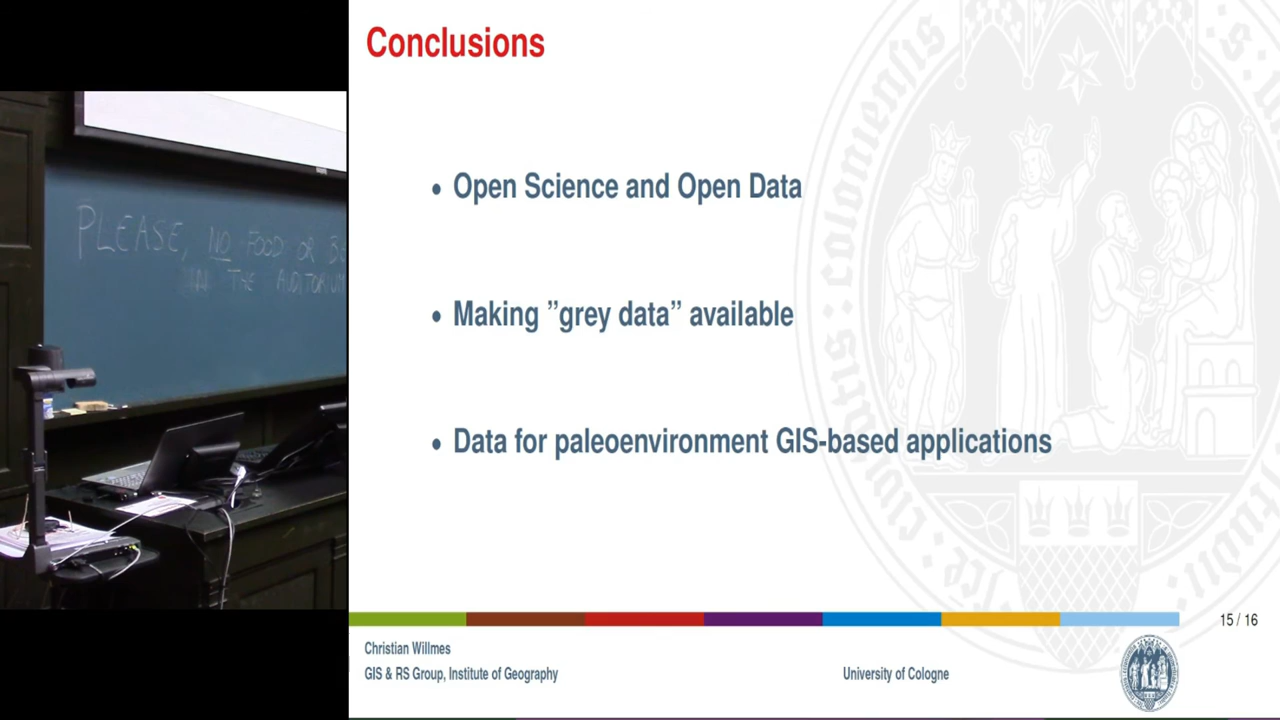 Conclusions
PLEASE, NO FOOD OR
IN THE AUDITORIUM
• Open Science and Open Data
• Making ”grey data” available
• Data for paleoenvironment GIS-based applications
15 / 16
Christian Willmes
GIS & RS Group, Institute of Geography
University of Cologne